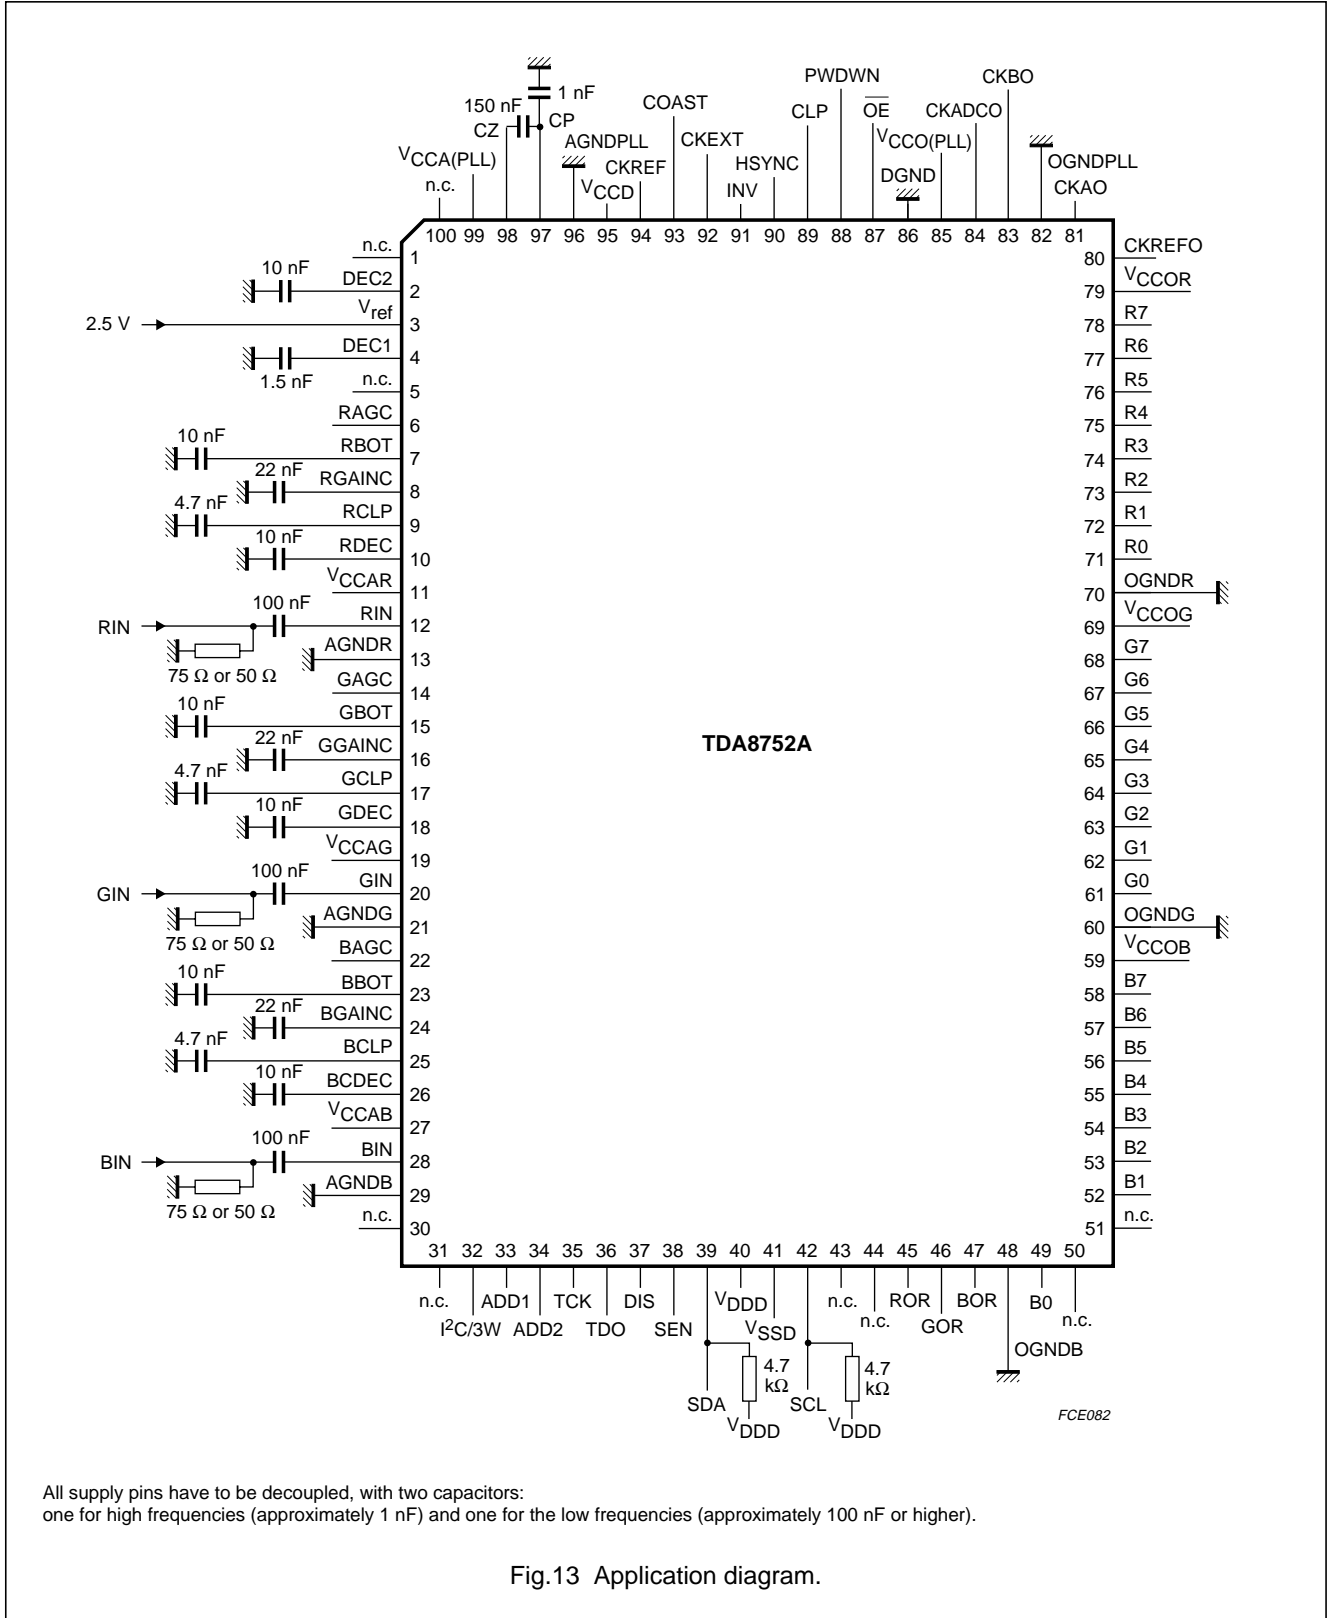 150 nF
1 nF
CZ
CP
VCCA(PLL)
n.c.
AGNDPLL
VCCD
CKREF
COAST
CKEXT
INV
HSYNC
CLP
PWDWN
OE
DGND
VCCO(PLL)
CKADCO
CKBO
OGNDPLL
CKAO
100 99 98 97 96 95 94 93 92 91 90 89 88 87 86 85 84 83 82 81
n.c. 1
10 nF DEC2 2
2.5 V Vref 3
DEC1 4
1.5 nF
n.c. 5
RAGC 6
10 nF RBOT 7
22 nF RGAINC 8
4.7 nF RCLP 9
10 nF RDEC 10
VCCAR 11
RIN 100 nF RIN 12
AGNDR 13
75 Ω or 50 Ω
GAGC 14
10 nF GBOT 15
22 nF GGAINC 16
4.7 nF GCLP 17
10 nF GDEC 18
VCCAG 19
GIN 100 nF GIN 20
AGNDG 21
75 Ω or 50 Ω
BAGC 22
10 nF BBOT 23
22 nF BGAINC 24
4.7 nF BCLP 25
10 nF BCDEC 26
VCCAB 27
BIN 100 nF BIN 28
AGNDB 29
75 Ω or 50 Ω
n.c. 30
TDA8752A
80 CKREFO
79 VCCOR
78 R7
77 R6
76 R5
75 R4
74 R3
73 R2
72 R1
71 R0
70 OGNDR
69 VCCOG
68 G7
67 G6
66 G5
65 G4
64 G3
63 G2
62 G1
61 G0
60 OGNDG
59 VCCOB
58 B7
57 B6
56 B5
55 B4
54 B3
53 B2
52 B1
51 n.c.
31 32 33 34 35 36 37 38 39 40 41 42 43 44 45 46 47 48 49 50
n.c.
I2C/3W
ADD1
ADD2
TCK
TDO
DIS
SEN
SDA
4.7 kΩ
VDDD
VDDD
VSSD
SCL
4.7 kΩ
VDDD
n.c.
n.c.
ROR
GOR
BOR
OGNDB
B0
n.c.
FCE082
All supply pins have to be decoupled, with two capacitors:
one for high frequencies (approximately 1 nF) and one for the low frequencies (approximately 100 nF or higher).
Fig.13 Application diagram.